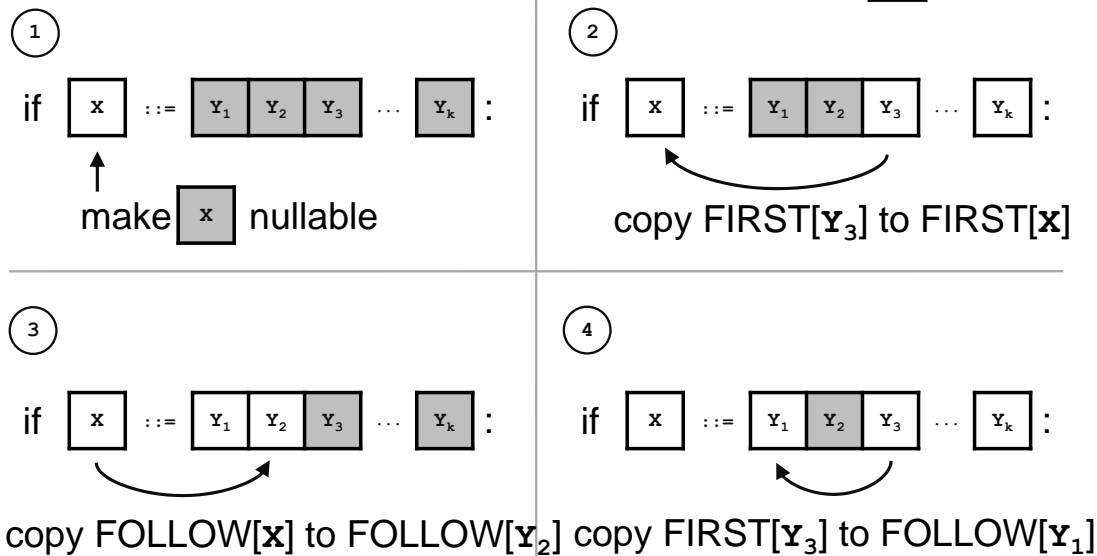 1
if X ::= Y₁ Y₂ Y₃ ... Yₖ :
make X nullable
2
if X ::= Y₁ Y₂ Y₃ ... Yₖ :
copy FIRST[Y₃] to FIRST[X]
3
if X ::= Y₁ Y₂ Y₃ ... Yₖ :
copy FOLLOW[X] to FOLLOW[Y₂]
4
if X ::= Y₁ Y₂ Y₃ ... Yₖ :
copy FIRST[Y₃] to FOLLOW[Y₁]